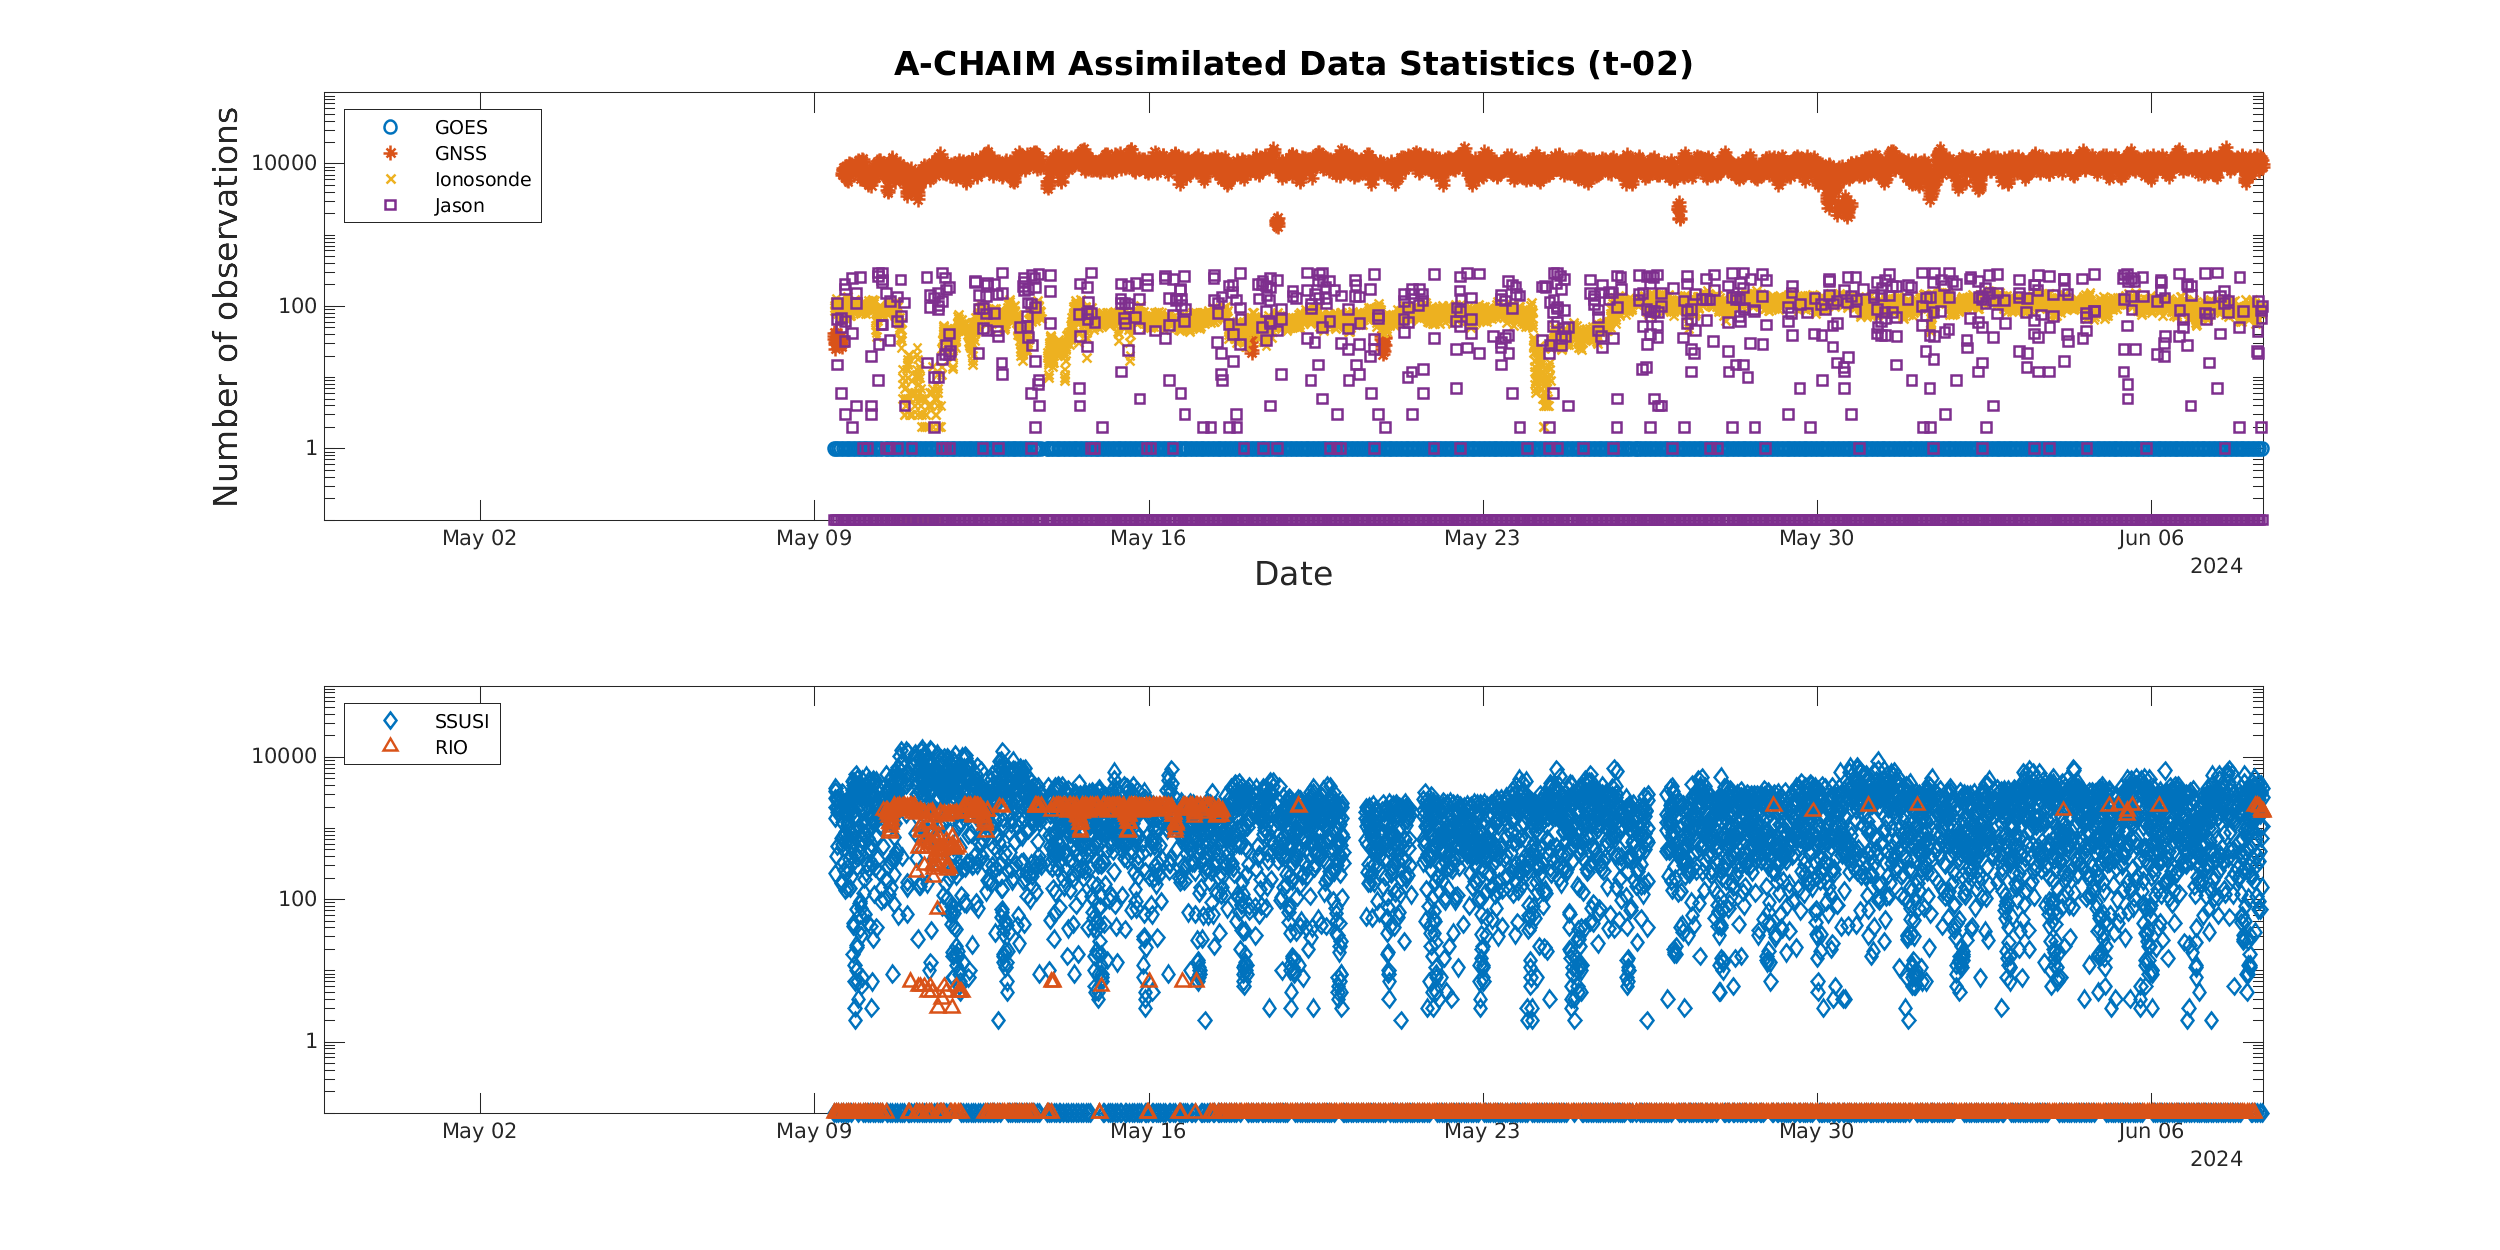 A-CHAIM Assimilated Data Statistics (t-02)
Number of observations
10000
100
1
GOES
GNSS
Ionosonde
Jason
May 02
May 09
May 16
May 23
May 30
Jun 06
2024
Date
10000
100
1
SSUSI
RIO
May 02
May 09
May 16
May 23
May 30
Jun 06
2024